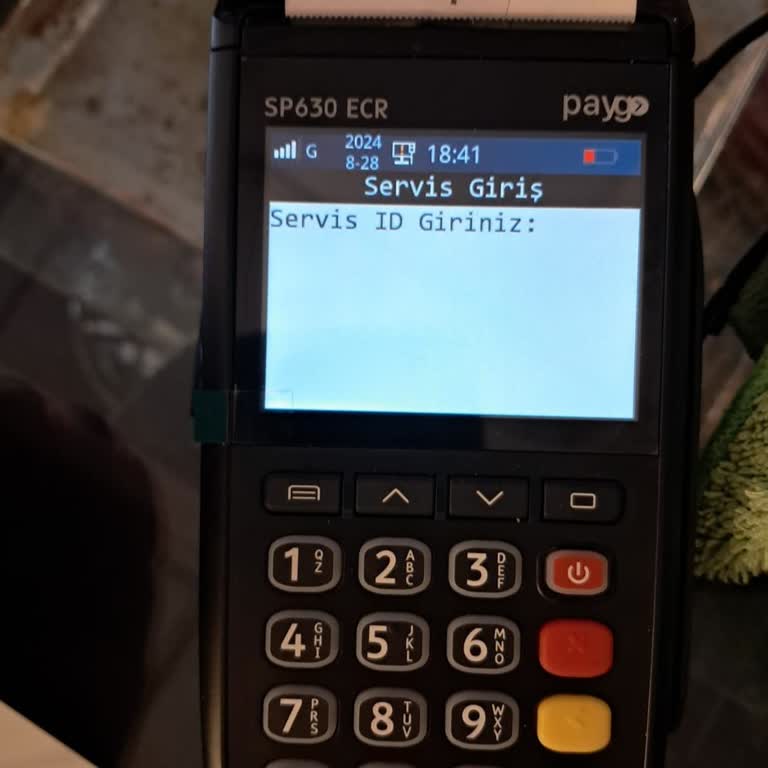 SP630 ECR
paygo
G
2024
8-28
18:41
Servis Giriş
Servis ID Giriniz:
1 QZ
2 ABC
3 DEF
4 GHI
5 JKL
6 MNO
7 PRS
8 TUV
9 WXY